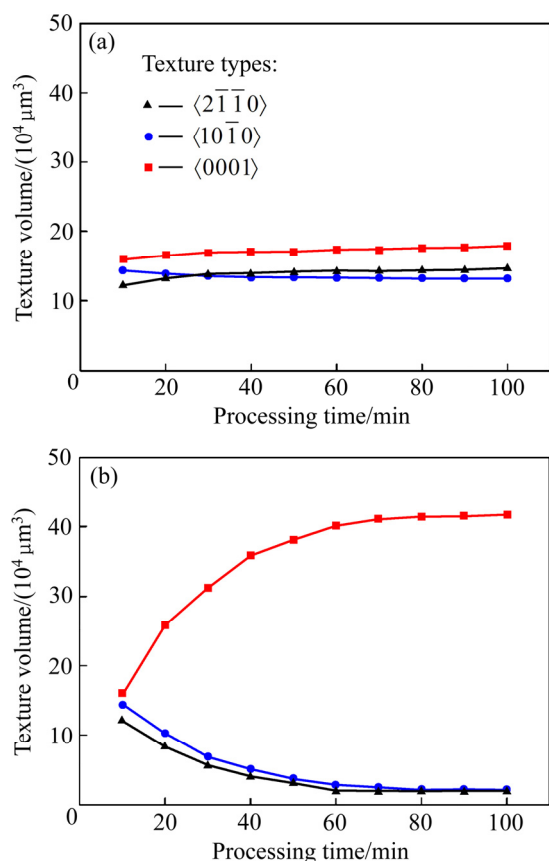 (a)
Texture types:
▲— ⟨21̅1̅0⟩
●— ⟨101̅0⟩
■— ⟨0001⟩
50
40
30
20
10
0
20 40 60 80 100
Texture volume/(10⁴ μm³)
Processing time/min
(b)
50
40
30
20
10
0
20 40 60 80 100
Texture volume/(10⁴ μm³)
Processing time/min